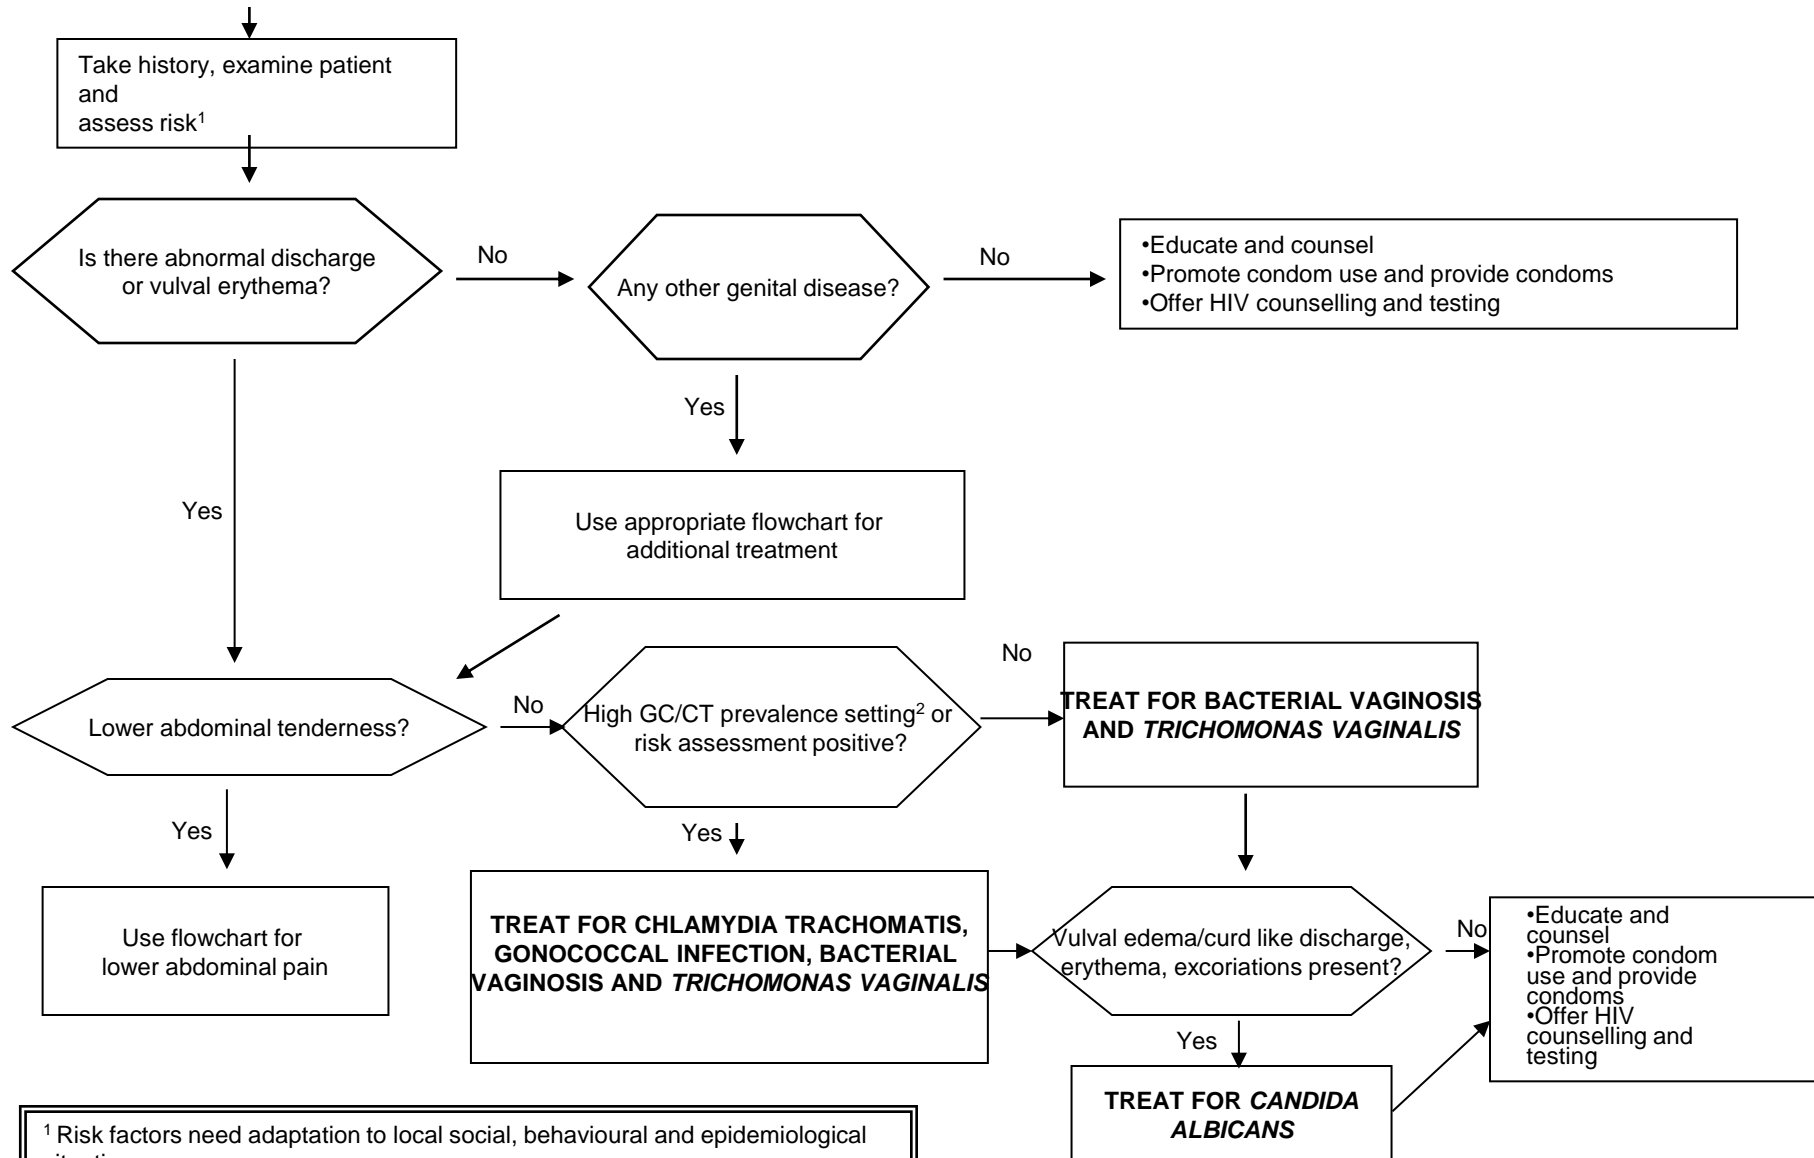 Take history, examine patient
and
assess risk1
Is there abnormal discharge
or vulval erythema?
No
Any other genital disease?
No
•Educate and counsel
•Promote condom use and provide condoms
•Offer HIV counselling and testing
Yes
Yes
Use appropriate flowchart for
additional treatment
Lower abdominal tenderness?
No
High GC/CT prevalence setting2 or
risk assessment positive?
No
TREAT FOR BACTERIAL VAGINOSIS
AND TRICHOMONAS VAGINALIS
Yes
Yes
Use flowchart for
lower abdominal pain
TREAT FOR CHLAMYDIA TRACHOMATIS,
GONOCOCCAL INFECTION, BACTERIAL
VAGINOSIS AND TRICHOMONAS VAGINALIS
Vulval edema/curd like discharge,
erythema, excoriations present?
No
•Educate and
counsel
•Promote condom
use and provide
condoms
•Offer HIV
counselling and
testing
Yes
TREAT FOR CANDIDA
ALBICANS
1 Risk factors need adaptation to local social, behavioural and epidemiological